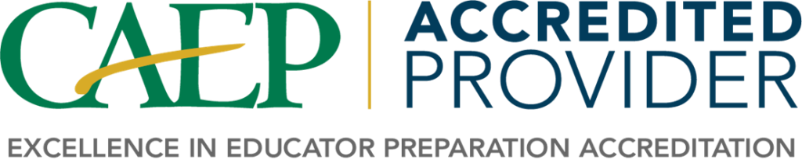 CAEP
ACCREDITED
PROVIDER
EXCELLENCE IN EDUCATOR PREPARATION ACCREDITATION